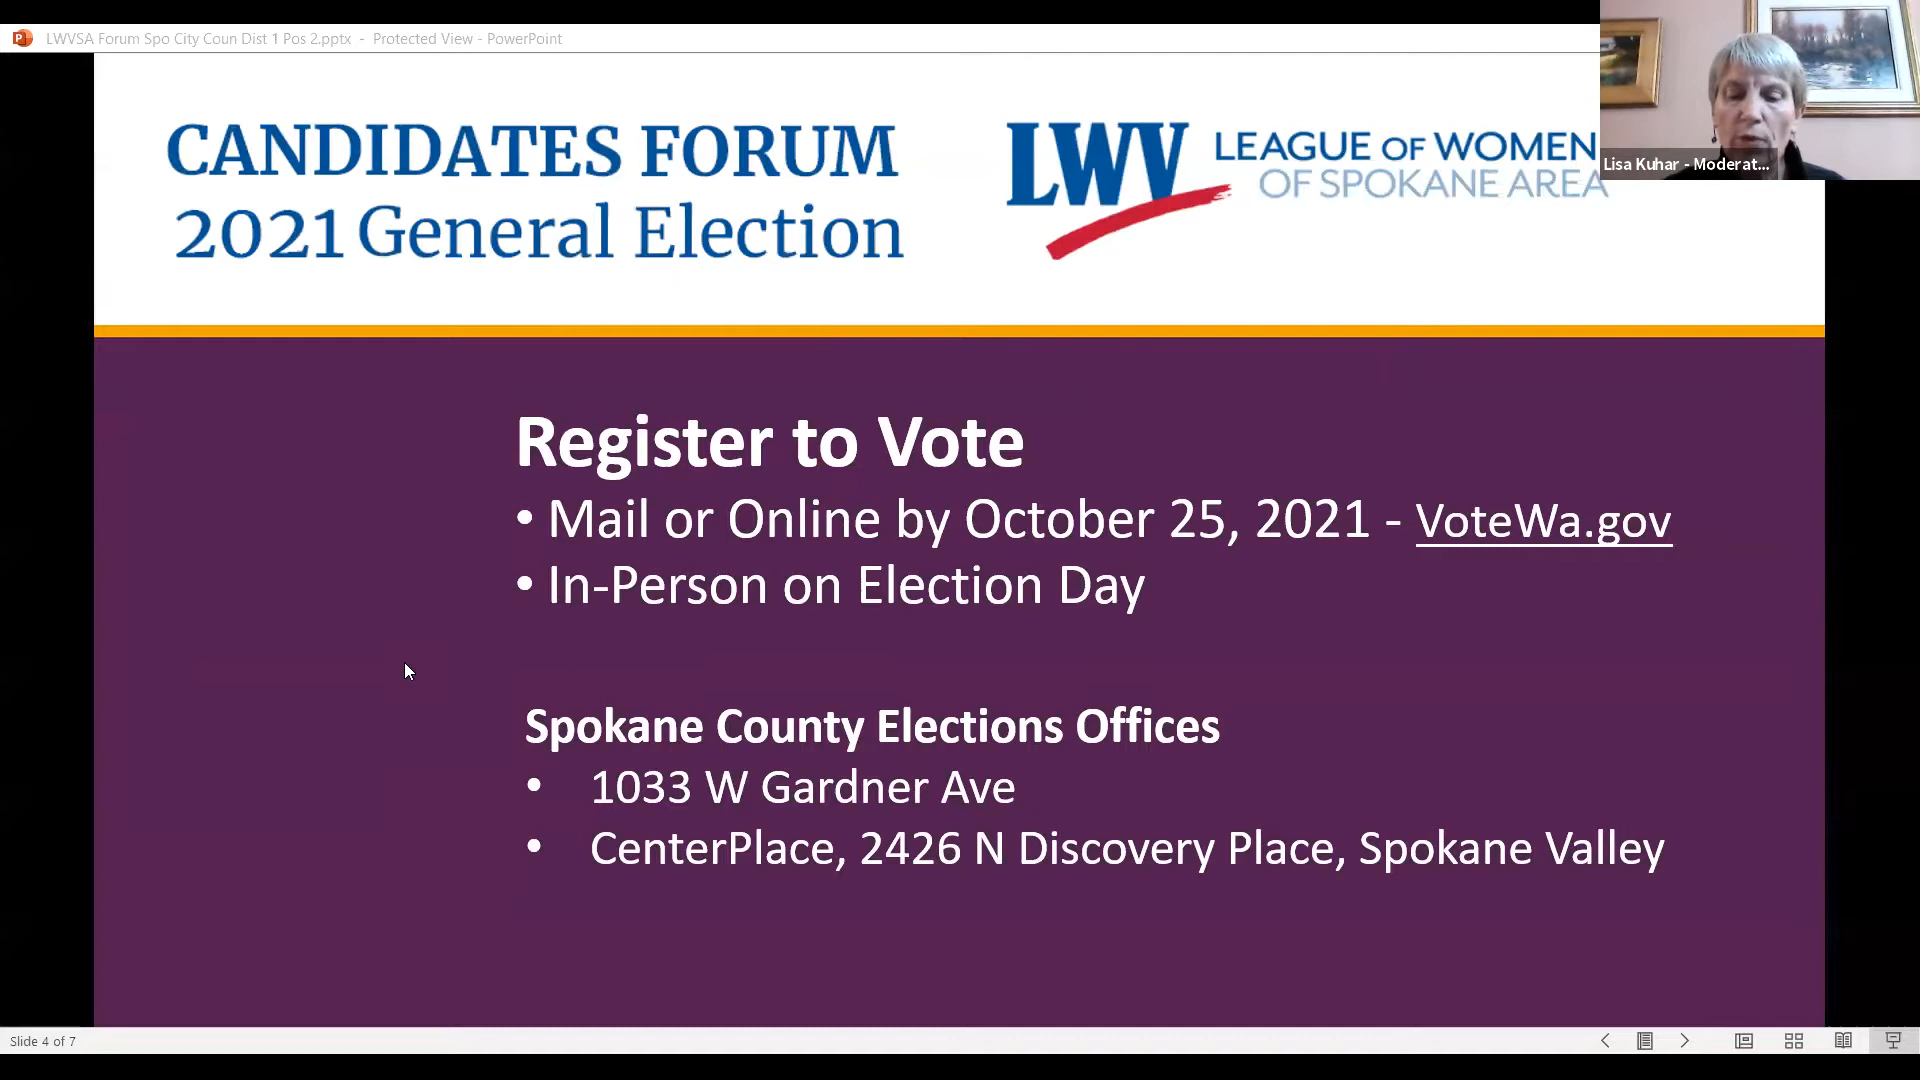 LWVSA Forum Spo City Coun Dist 1 Pos 2.pptx - Protected View - PowerPoint
CANDIDATES FORUM
2021 General Election
LWV LEAGUE OF WOMEN
OF SPOKANE AREA
Lisa Kuhar - Moderat...
Register to Vote
• Mail or Online by October 25, 2021 - VoteWa.gov
• In-Person on Election Day
Spokane County Elections Offices
• 1033 W Gardner Ave
• CenterPlace, 2426 N Discovery Place, Spokane Valley
Slide 4 of 7